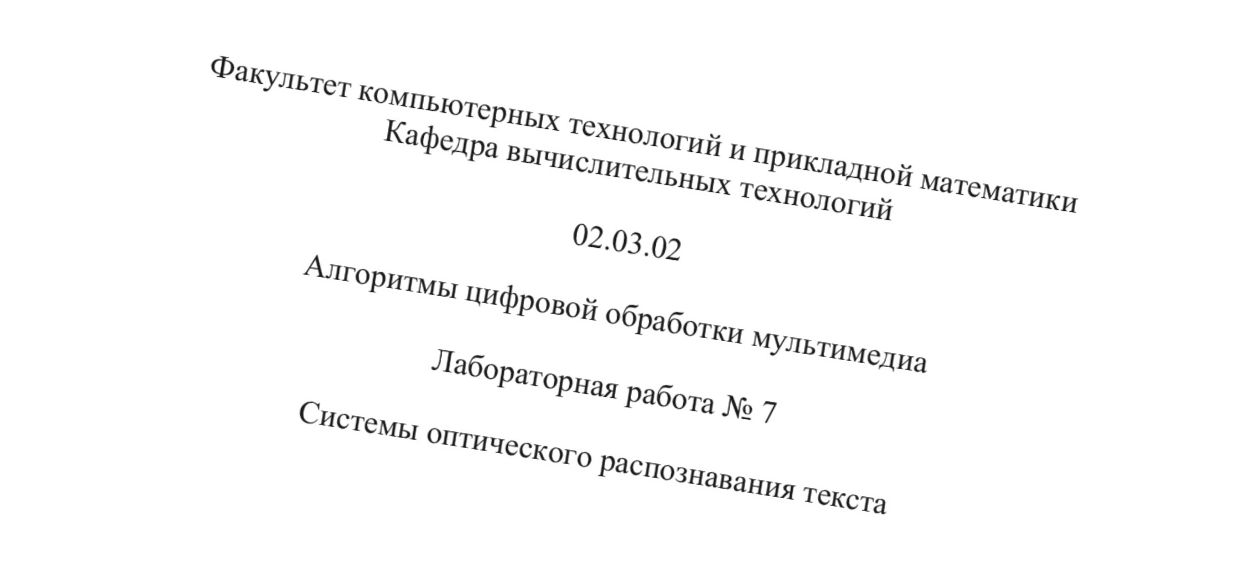 Факультет компьютерных технологий и прикладной математики
Кафедра вычислительных технологий
02.03.02
Алгоритмы цифровой обработки мультимедиа
Лабораторная работа № 7
Системы оптического распознавания текста